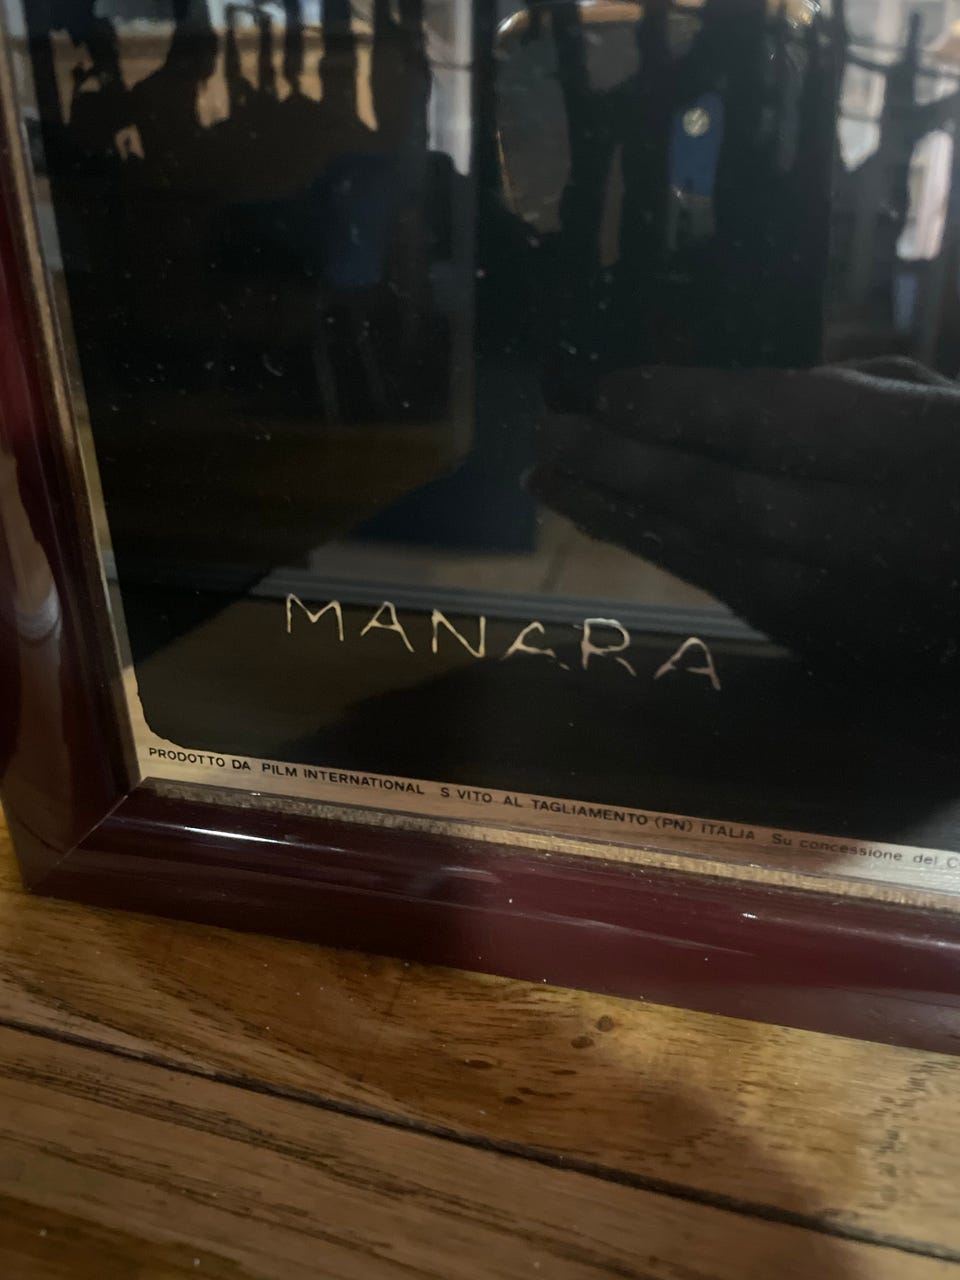 MANARA
PRODOTTO DA PILM INTERNATIONAL S. VITO AL TAGLIAMENTO (PN) ITALIA Su concessione del